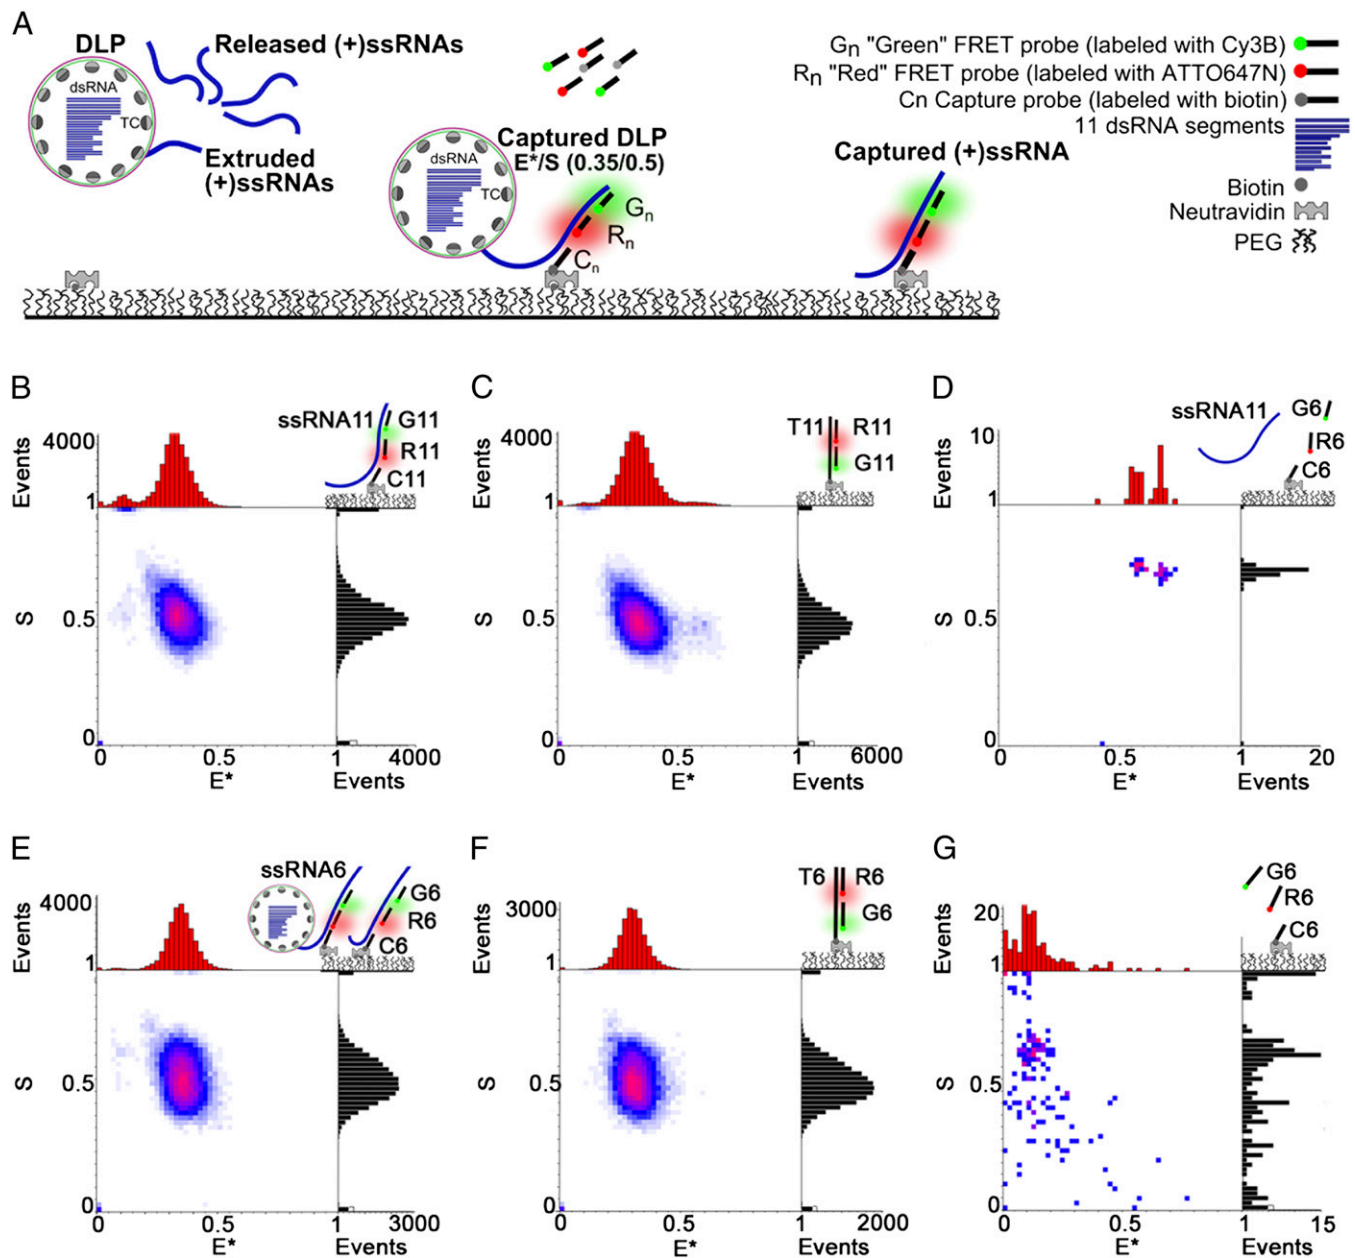 A
DLP
Released (+)ssRNAs
dsRNA
TC
Extruded
(+)ssRNAs
Captured DLP
E*/S (0.35/0.5)
dsRNA
TC
Gn
Rn
Cn
Captured (+)ssRNA
Gn "Green" FRET probe (labeled with Cy3B)
Rn "Red" FRET probe (labeled with ATTO647N)
Cn Capture probe (labeled with biotin)
11 dsRNA segments
Biotin
Neutravidin
PEG
B
Events
4000
1
ssRNA11
G11
R11
C11
S
0.5
0
0
0.5
1
4000
E*
Events
C
Events
4000
1
T11
R11
G11
S
0.5
0
0
0.5
1
6000
E*
Events
D
Events
10
1
ssRNA11
G6
R6
C6
S
0.5
0
0
0.5
1
20
E*
Events
E
Events
4000
1
ssRNA6
G6
R6
C6
S
0.5
0
0
0.5
1
3000
E*
Events
F
Events
3000
1
T6
R6
G6
S
0.5
0
0
0.5
1
2000
E*
Events
G
Events
20
1
G6
R6
C6
S
0.5
0
0
0.5
1
15
E*
Events